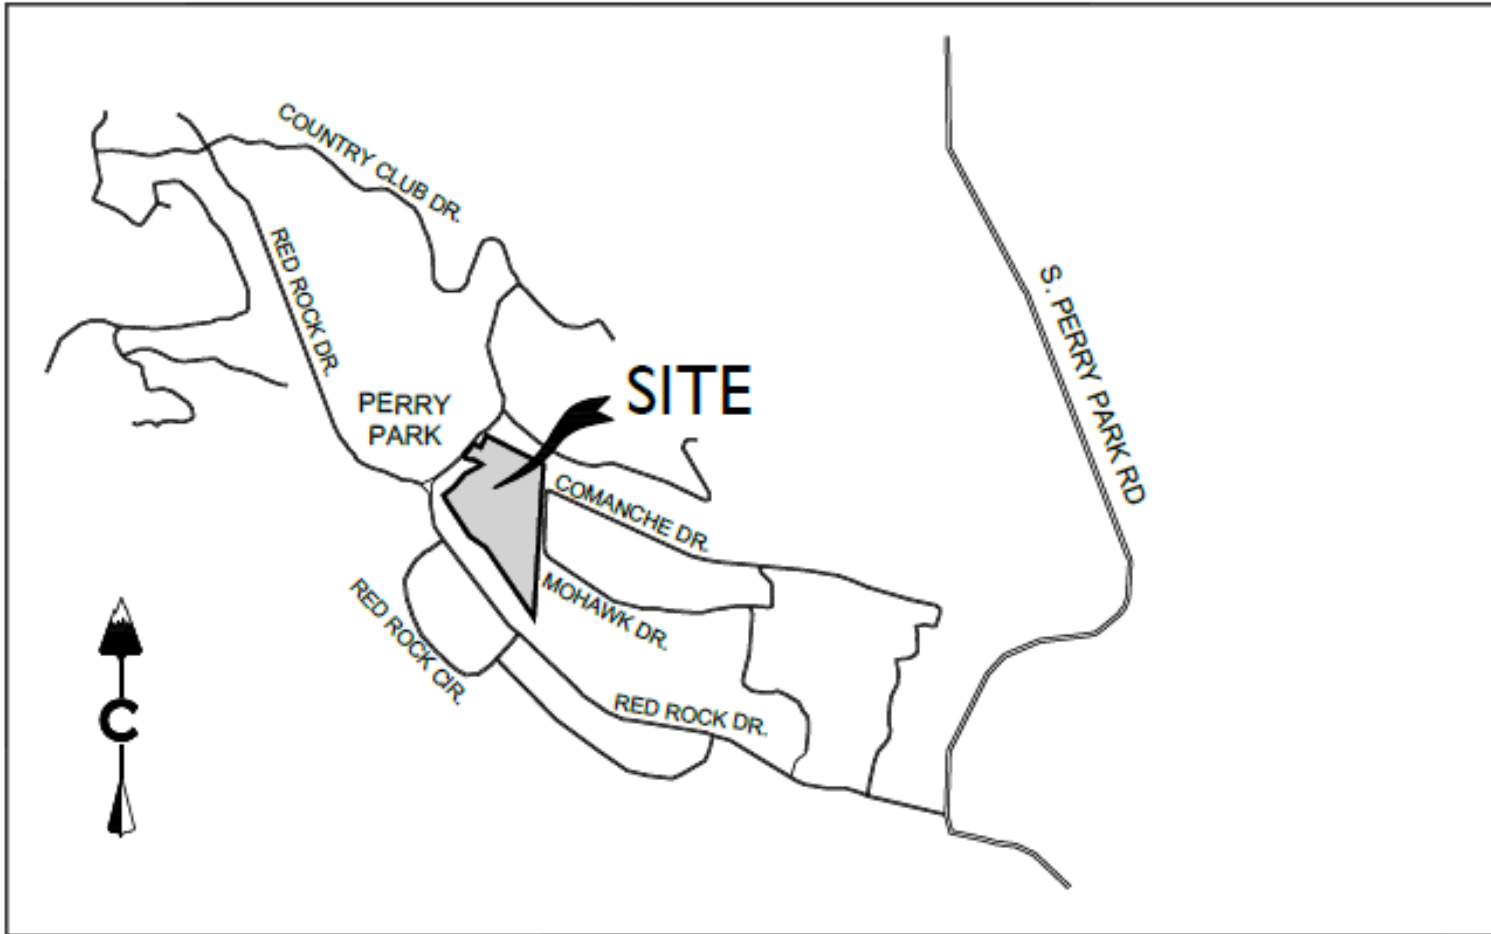 COUNTRY CLUB DR.
RED ROCK DR.
S. PERRY PARK RD
SITE
PERRY
PARK
COMANCHE DR.
MOHAWK DR.
RED ROCK CIR.
RED ROCK DR.
C